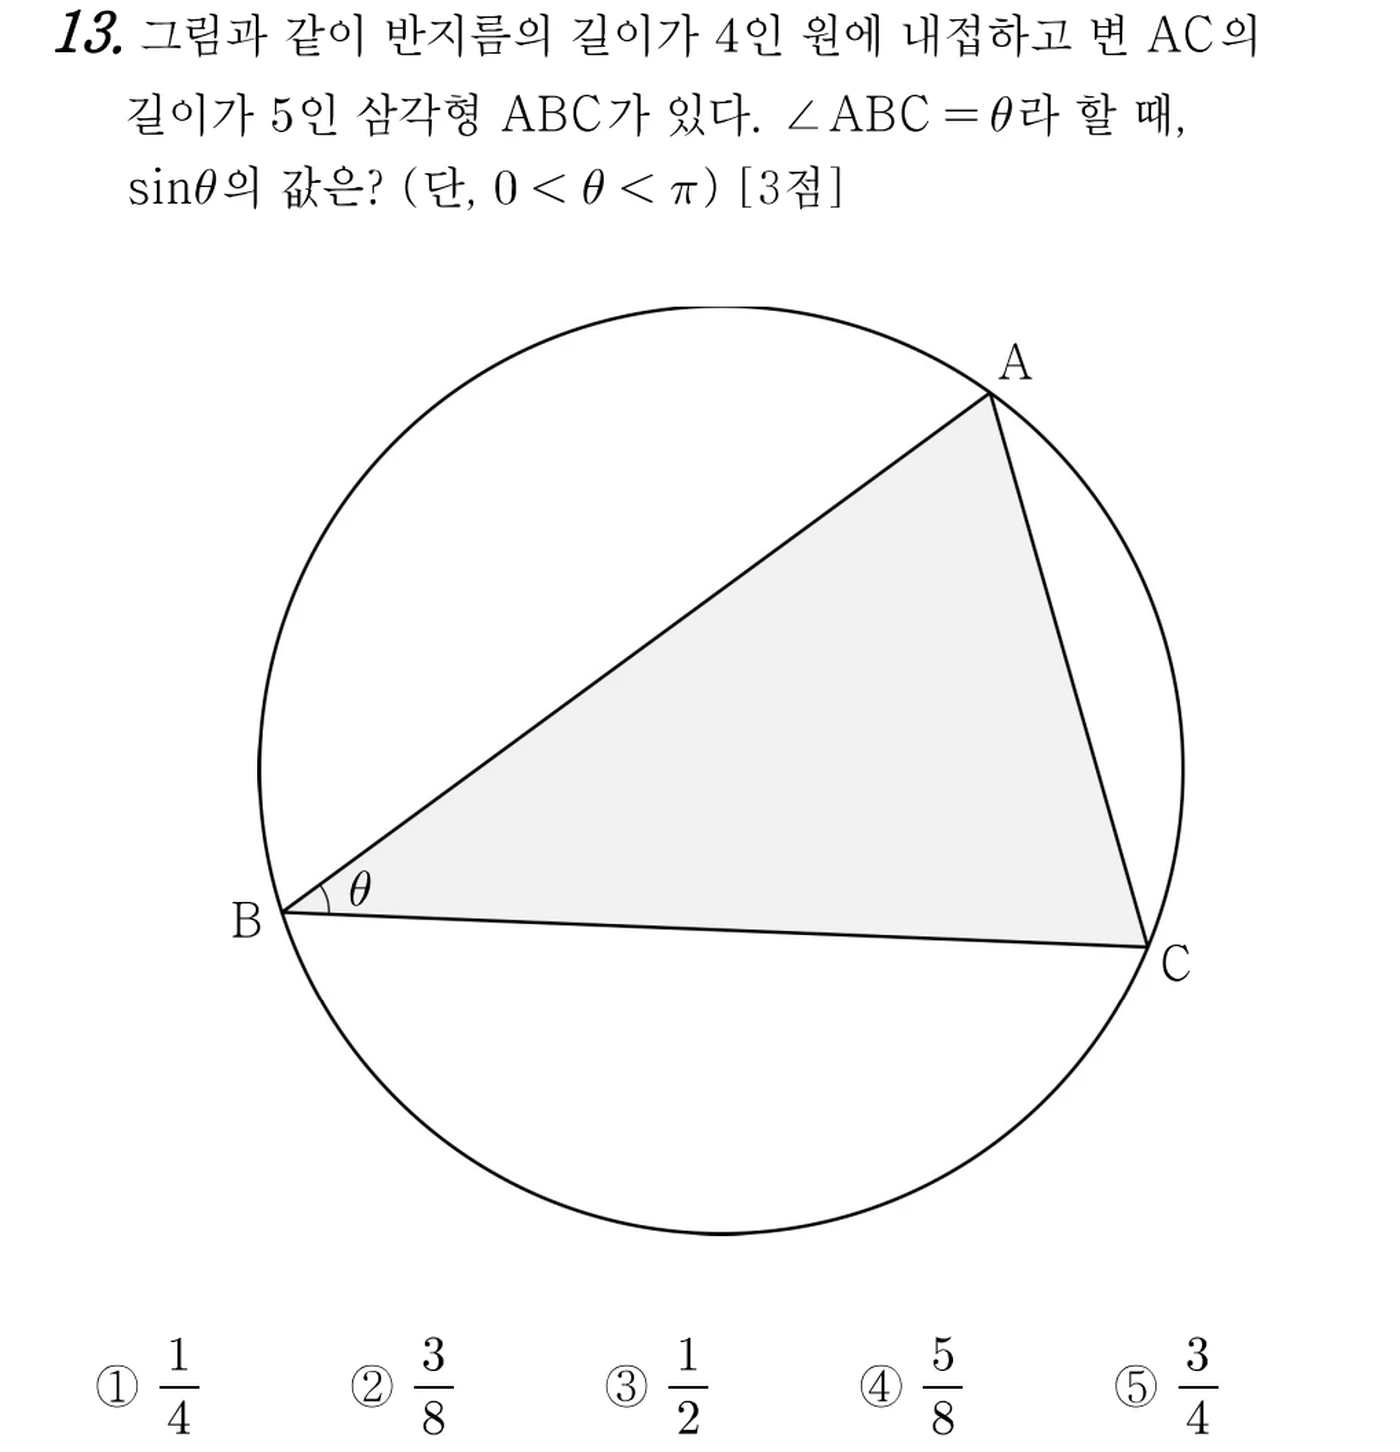 13. 그림과 같이 반지름의 길이가 4인 원에 내접하고 변 AC의
길이가 5인 삼각형 ABC가 있다. ∠ABC = θ라 할 때,
sinθ의 값은? (단, 0 < θ < π) [3점]
A
θ
B
C
① 1/4 ② 3/8 ③ 1/2 ④ 5/8 ⑤ 3/4